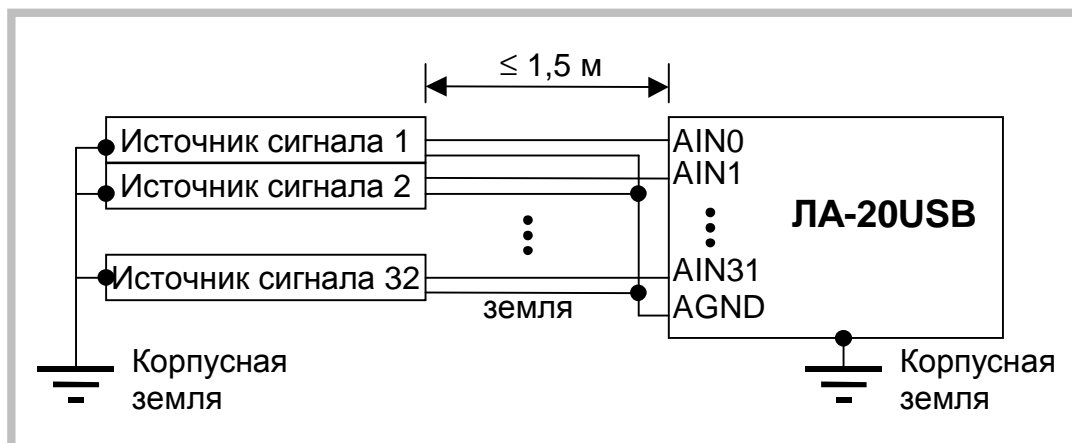 ≤ 1,5 м
Источник сигнала 1
AIN0
Источник сигнала 2
AIN1
ЛА-20USB
Источник сигнала 32
AIN31
земля
AGND
Корпусная
земля
Корпусная
земля